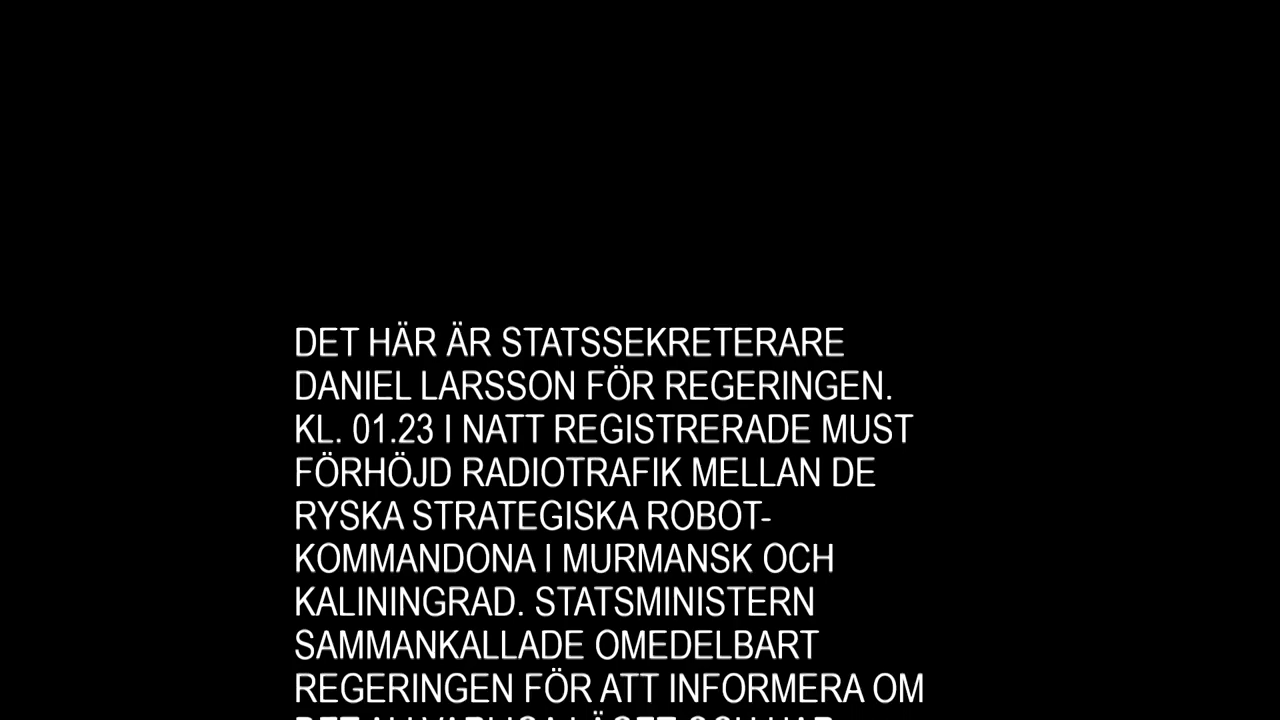 DET HÄR ÄR STATSSEKRETERARE
DANIEL LARSSON FÖR REGERINGEN.
KL. 01.23 I NATT REGISTRERADE MUST
FÖRHÖJD RADIOTRAFIK MELLAN DE
RYSKA STRATEGISKA ROBOT-
KOMMANDONA I MURMANSK OCH
KALININGRAD. STATSMINISTERN
SAMMANKALLADE OMEDELBART
REGERINGEN FÖR ATT INFORMERA OM